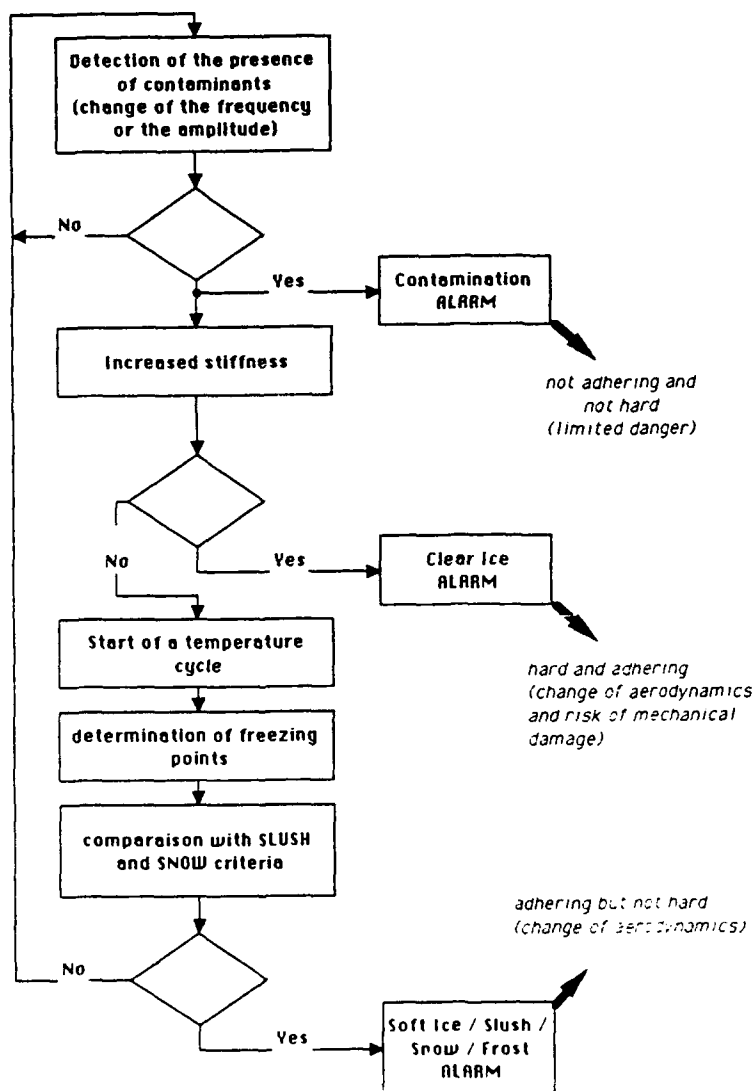 Detection of the presence
of contaminants
(change of the frequency
or the amplitude)
No
Yes
Contamination
ALARM
not adhering and
not hard
(limited danger)
Increased stiffness
No
Yes
Clear Ice
ALARM
hard and adhering
(change of aerodynamics
and risk of mechanical
damage)
Start of a temperature
cycle
determination of freezing
points
comparaison with SLUSH
and SNOW criteria
adhering but not hard
(change of aerodynamics)
No
Yes
Soft Ice / Slush /
Snow / Frost
ALARM